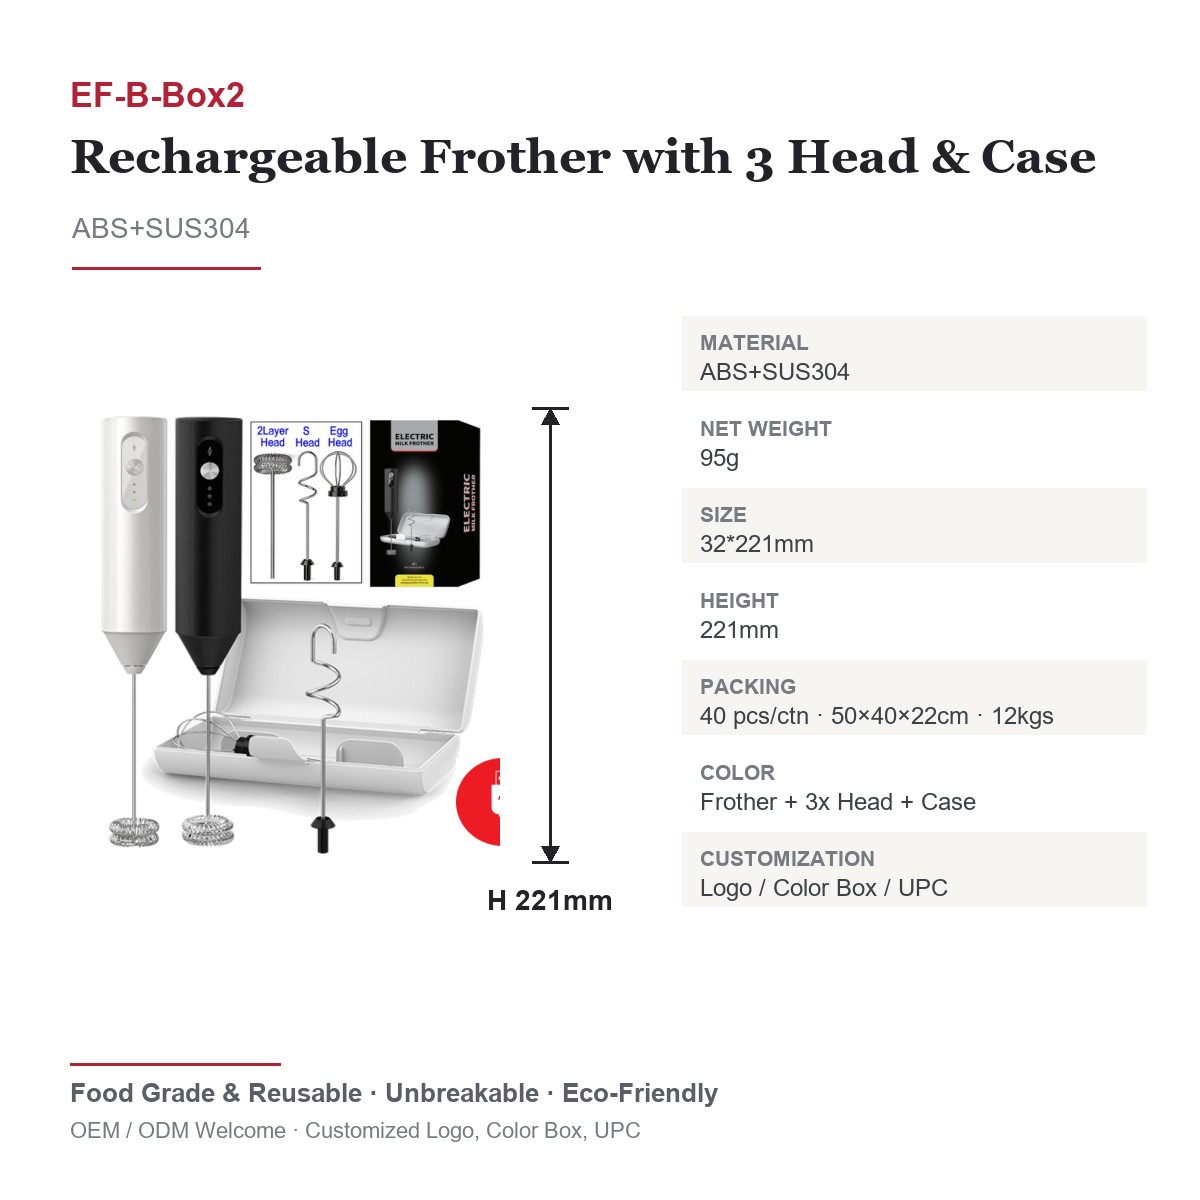 EF-B-Box2
Rechargeable Frother with 3 Head & Case
ABS+SUS304
2Layer Head
S Head
Egg Head
ELECTRIC
MILK FROTHER
ELECTRIC
MILK FROTHER
H 221mm
MATERIAL
ABS+SUS304
NET WEIGHT
95g
SIZE
32*221mm
HEIGHT
221mm
PACKING
40 pcs/ctn · 50×40×22cm · 12kgs
COLOR
Frother + 3x Head + Case
CUSTOMIZATION
Logo / Color Box / UPC
Food Grade & Reusable · Unbreakable · Eco-Friendly
OEM / ODM Welcome · Customized Logo, Color Box, UPC